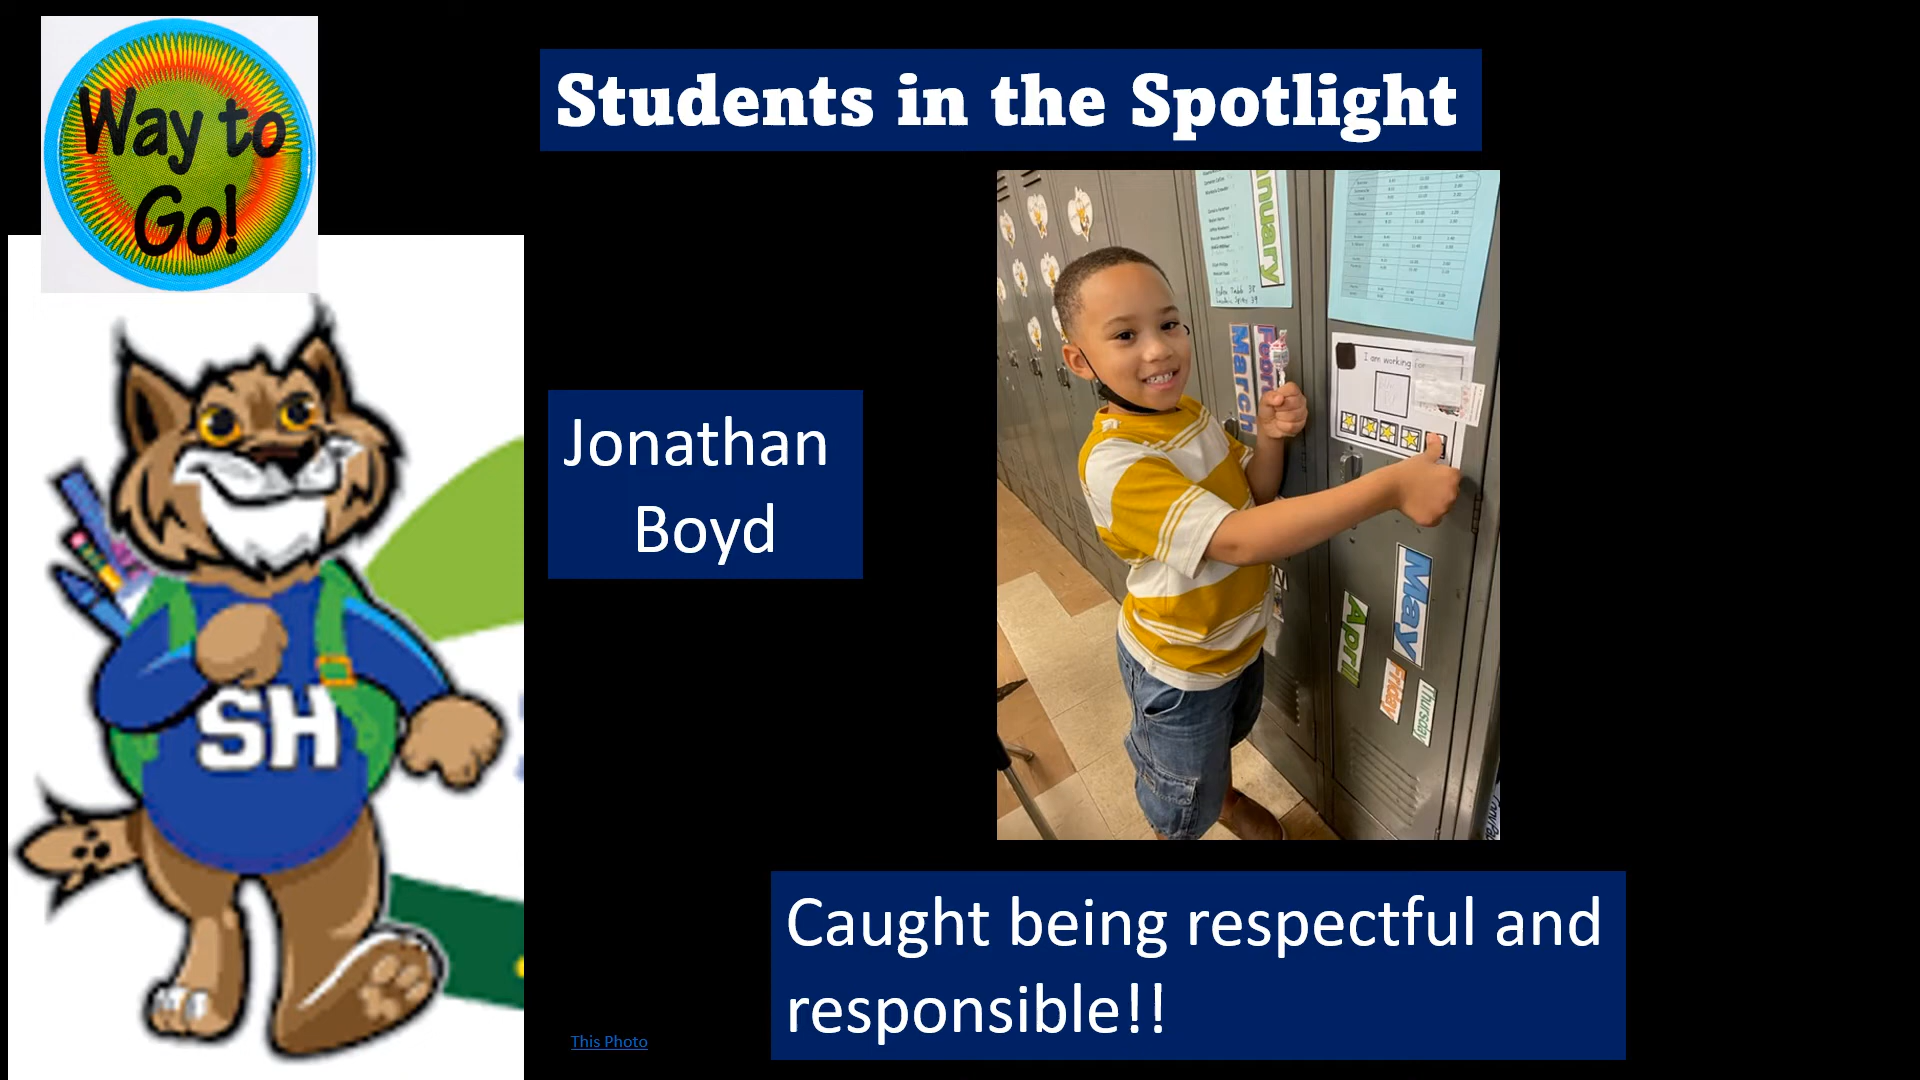 Way to
Go!
Students in the Spotlight
Jonathan
Boyd
SH
January
March
I am working for
May
April
Friday
Thursday
Caught being respectful and
responsible!!
This Photo